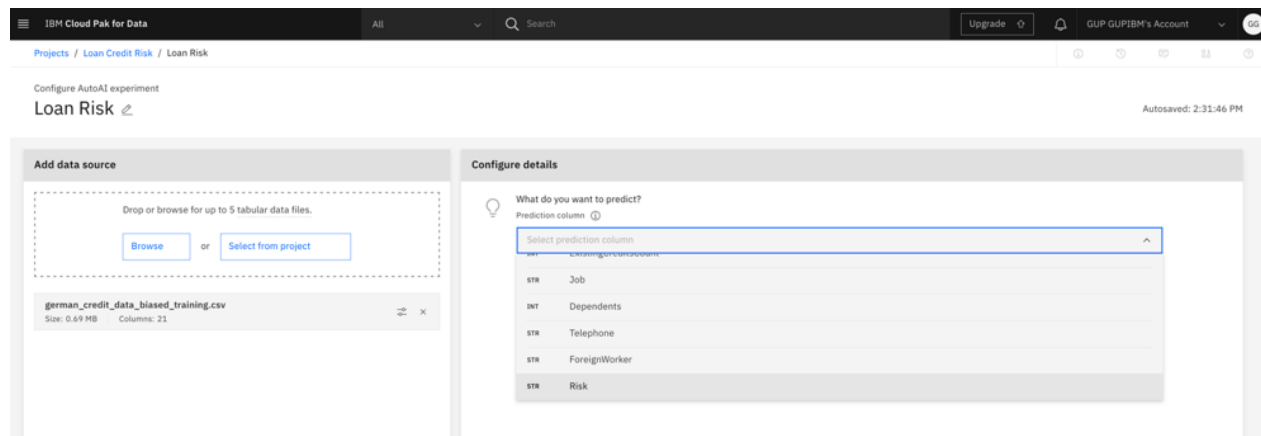 IBM Cloud Pak for Data
All
Search
Upgrade
GUP GUPIBM's Account
GG
Projects / Loan Credit Risk / Loan Risk
Configure AutoAI experiment
Loan Risk
Autosaved: 2:31:46 PM
Add data source
Drop or browse for up to 5 tabular data files.
Browse or Select from project
german_credit_data_biased_training.csv
Size: 0.69 MB Columns: 21
Configure details
What do you want to predict?
Prediction column
Select prediction column
INT ExistingCreditsCount
STR Job
INT Dependents
STR Telephone
STR ForeignWorker
STR Risk